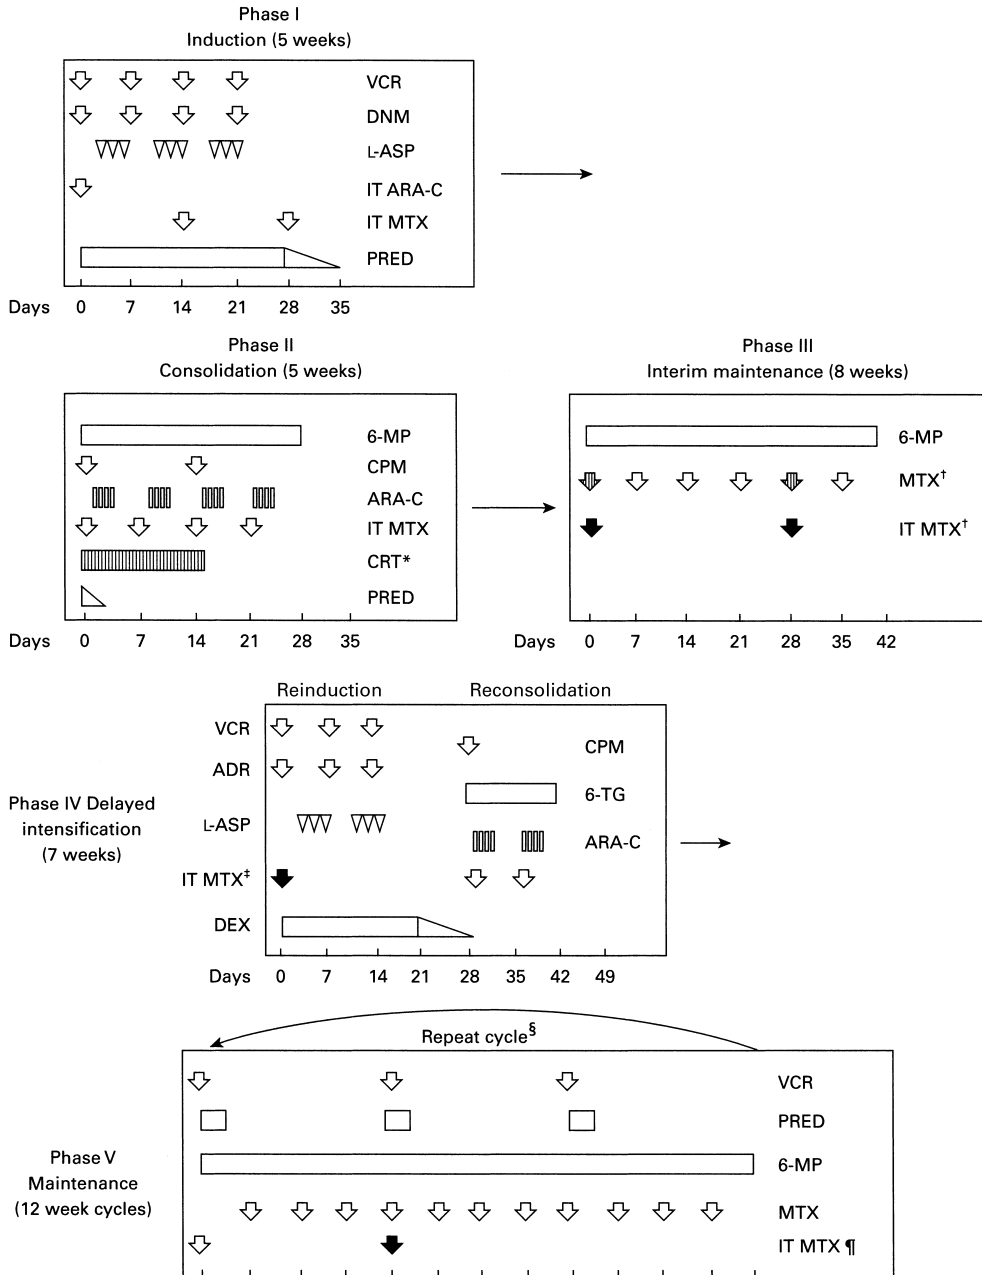 Phase I
Induction (5 weeks)
VCR
DNM
L-ASP
IT ARA-C
IT MTX
PRED
Days 0 7 14 21 28 35
Phase II
Consolidation (5 weeks)
6-MP
CPM
ARA-C
IT MTX
CRT*
PRED
Days 0 7 14 21 28 35
Phase III
Interim maintenance (8 weeks)
6-MP
MTX†
IT MTX†
Days 0 7 14 21 28 35 42
Phase IV Delayed
intensification
(7 weeks)
Reinduction Reconsolidation
VCR
ADR
L-ASP
IT MTX‡
DEX
CPM
6-TG
ARA-C
Days 0 7 14 21 28 35 42 49
Repeat cycle§
Phase V
Maintenance
(12 week cycles)
VCR
PRED
6-MP
MTX
IT MTX ¶